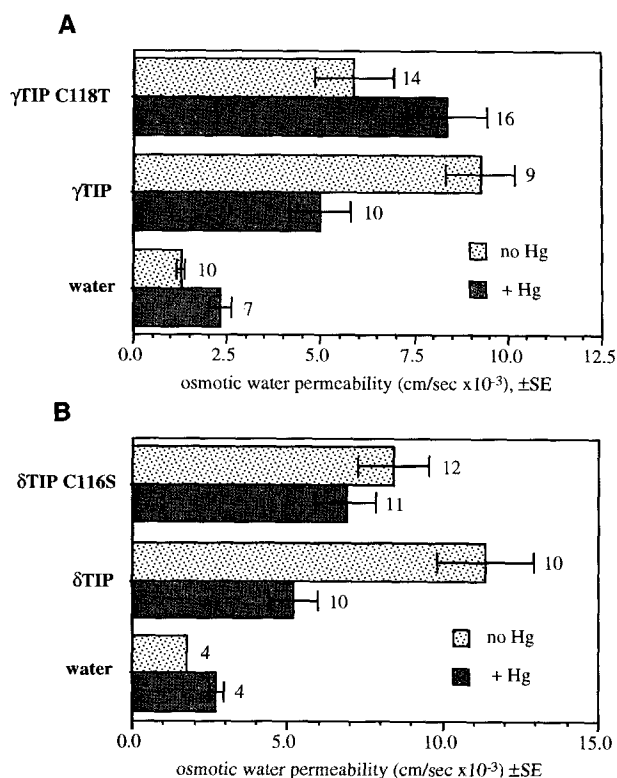 A
γTIP C118T
14
16
γTIP
9
10
no Hg
water
10
+ Hg
7
0.0 2.5 5.0 7.5 10.0 12.5
osmotic water permeability (cm/sec x10⁻³), ±SE
B
δTIP C116S
12
11
δTIP
10
10
no Hg
water
4
+ Hg
4
0.0 5.0 10.0 15.0
osmotic water permeability (cm/sec x10⁻³) ±SE